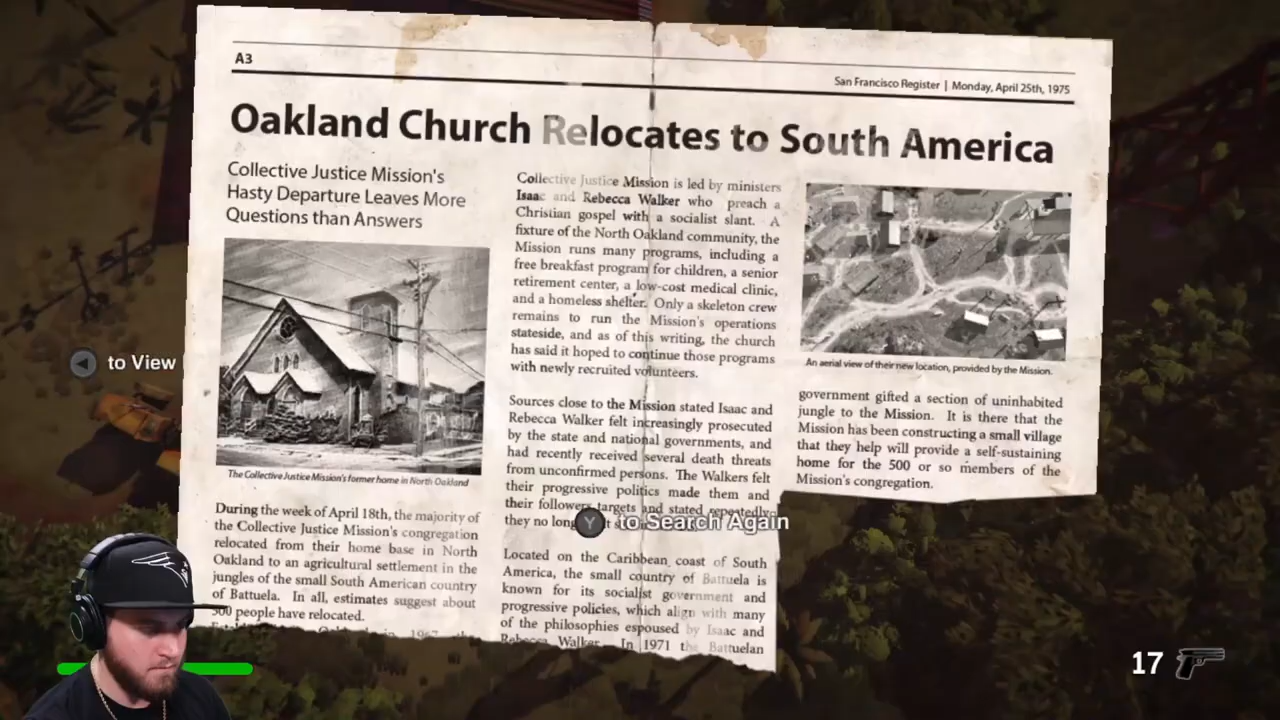 A3
San Francisco Register | Monday, April 25th, 1975
Oakland Church Relocates to South America
Collective Justice Mission's
Hasty Departure Leaves More
Questions than Answers
The Collective Justice Mission's former home in North Oakland
During the week of April 18th, the majority of
the Collective Justice Mission's congregation
relocated from their home base in North
Oakland to an agricultural settlement in the
jungles of the small South American country
of Battuela. In all, estimates suggest about
500 people have relocated.
Collective Justice Mission is led by ministers
Isaac and Rebecca Walker who preach a
Christian gospel with a socialist slant. A
fixture of the North Oakland community, the
Mission runs many programs, including a
free breakfast program for children, a senior
retirement center, a low-cost medical clinic,
and a homeless shelter. Only a skeleton crew
remains to run the Mission's operations
stateside, and as of this writing, the church
has said it hoped to continue those programs
with newly recruited volunteers.
Sources close to the Mission stated Isaac and
Rebecca Walker felt increasingly prosecuted
by the state and national governments, and
had recently received several death threats
from unconfirmed persons. The Walkers felt
their progressive politics made them and
their followers targets and stated repeatedly
they no
Located on the Caribbean coast of South
America, the small country of Battuela is
known for its socialist government and
progressive policies, which align with many
of the philosophies espoused by Isaac and
Rebecca Walker. In 1971 the Battuelan
An aerial view of their new location, provided by the Mission.
government gifted a section of uninhabited
jungle to the Mission. It is there that the
Mission has been constructing a small village
that they help will provide a self-sustaining
home for the 500 or so members of the
Mission's congregation.
to View
Y to Search Again
17